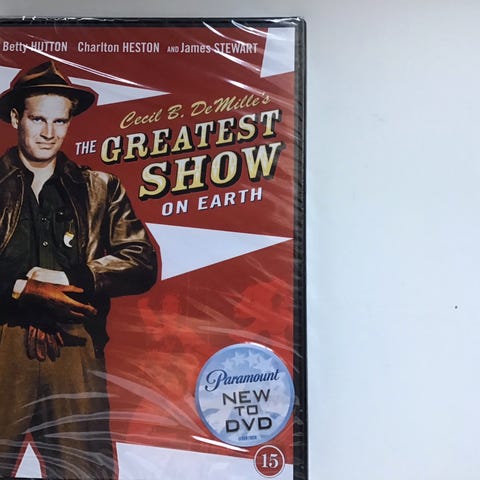 Betty HUTTON Charlton HESTON AND James STEWART
Cecil B. DeMille's
THE GREATEST
SHOW
ON EARTH
Paramount
NEW
TO
DVD
15